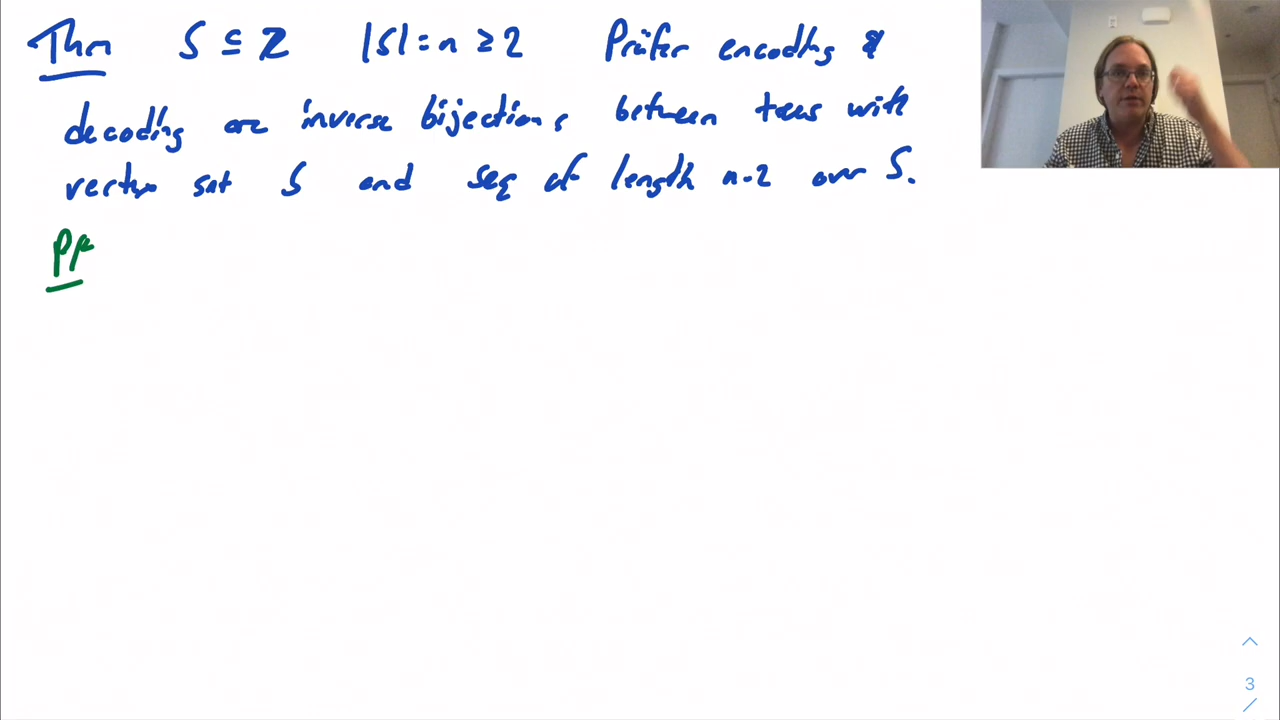 Thm S ⊆ ℤ |S| = n ≥ 2 Prüfer encoding &
decoding are inverse bijections between trees with
vertex set S and seq of length n-2 over S.
Pf
3